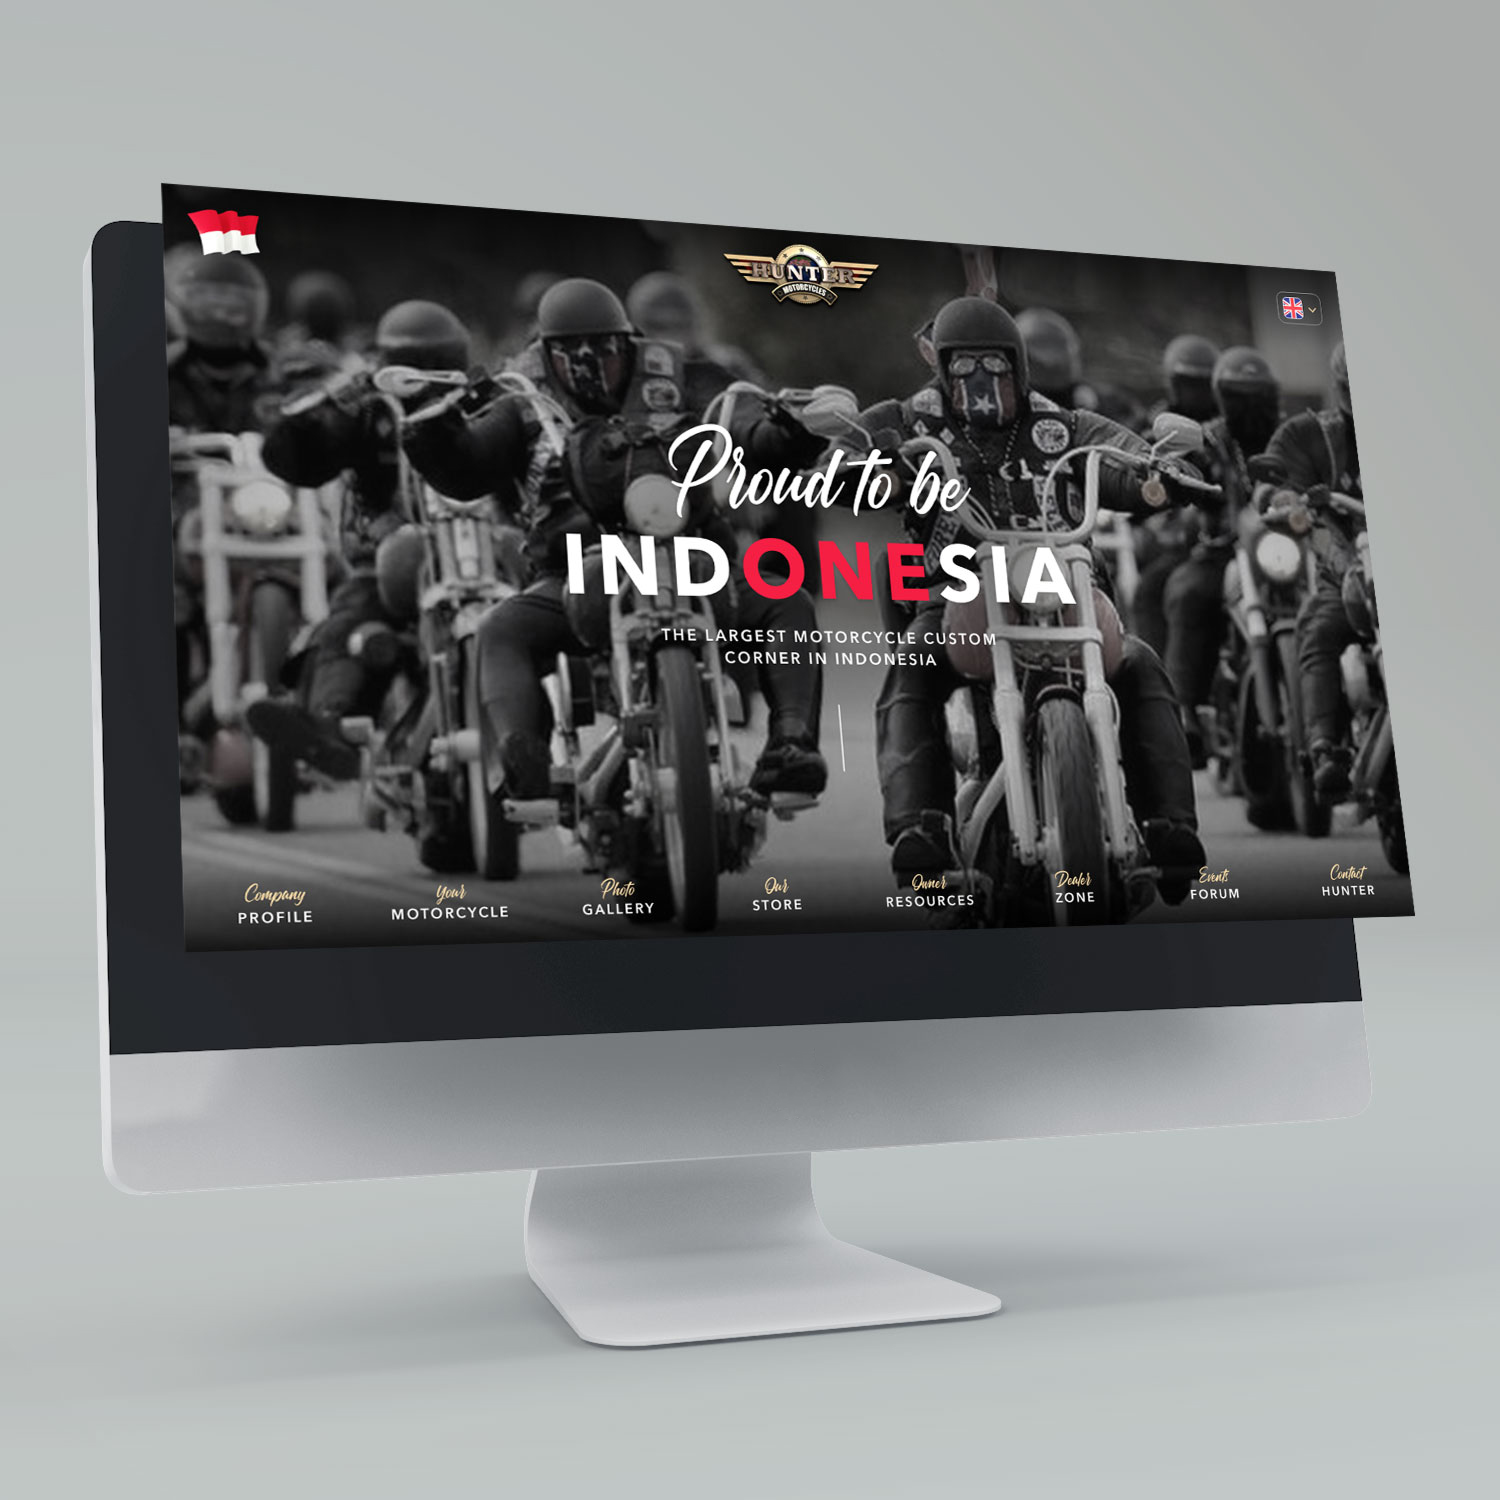 HUNTER
MOTORCYCLES
Proud to be
INDONESIA
THE LARGEST MOTORCYCLE CUSTOM
CORNER IN INDONESIA
Company
PROFILE
Your
MOTORCYCLE
Photo
GALLERY
Our
STORE
Owner
RESOURCES
Dealer
ZONE
Events
FORUM
Contact
HUNTER